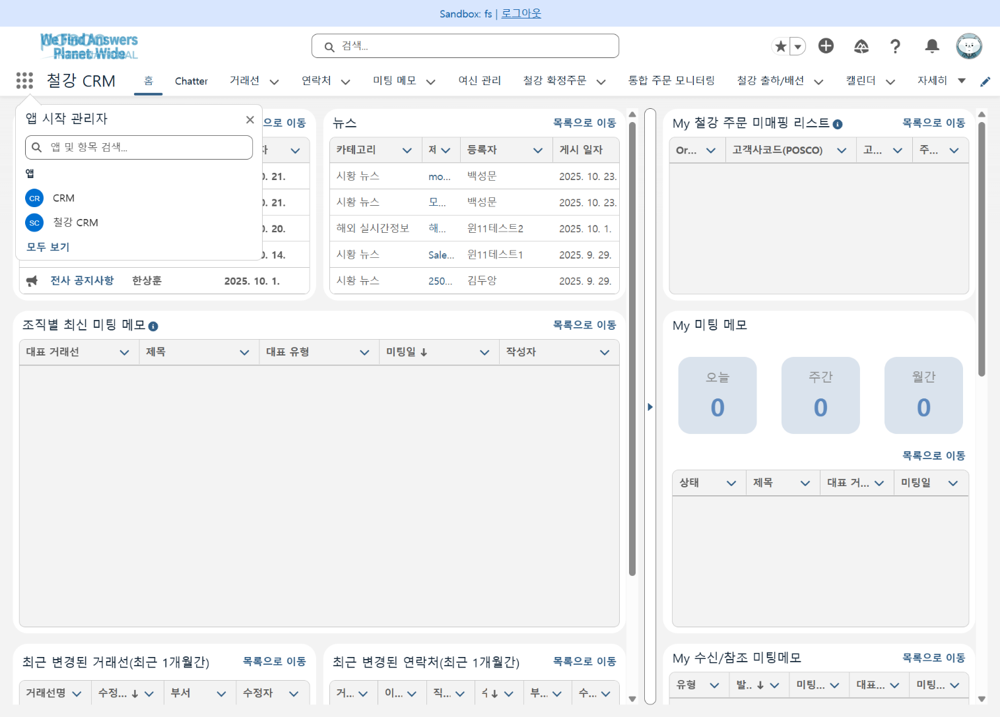 Sandbox: fs | 로그아웃
We Find Answers
Planet Wide
검색...
철강 CRM
홈
Chatter
거래선
연락처
미팅 메모
여신 관리
철강 확정주문
통합 주문 모니터링
철강 출하/배선
캘린더
자세히
앱 시작 관리자
앱 및 항목 검색...
앱
CR CRM
SC 철강 CRM
모두 보기
으로 이동
0. 21.
0. 21.
0. 20.
0. 14.
전사 공지사항 한상훈 2025. 10. 1.
뉴스 목록으로 이동
카테고리 등록자 게시 일자
시황 뉴스 mo... 백성문 2025. 10. 23.
시황 뉴스 모... 백성문 2025. 10. 23.
해외 실시간정보 해... 윈11테스트2 2025. 10. 1.
시황 뉴스 Sale... 윈11테스트1 2025. 9. 29.
시황 뉴스 250... 김두앙 2025. 9. 29.
My 철강 주문 미매핑 리스트 목록으로 이동
Or... 고객사코드(POSCO) 고... 주...
조직별 최신 미팅 메모 목록으로 이동
대표 거래선 제목 대표 유형 미팅일 작성자
My 미팅 메모
오늘 주간 월간
0 0 0
목록으로 이동
상태 제목 대표 거... 미팅일
최근 변경된 거래선(최근 1개월간) 목록으로 이동
거래선명 수정... 부서 수정자
최근 변경된 연락처(최근 1개월간) 목록으로 이동
거... 이... 직... 부... 수...
My 수신/참조 미팅메모 목록으로 이동
유형 발.. 미팅... 대표... 미팅...